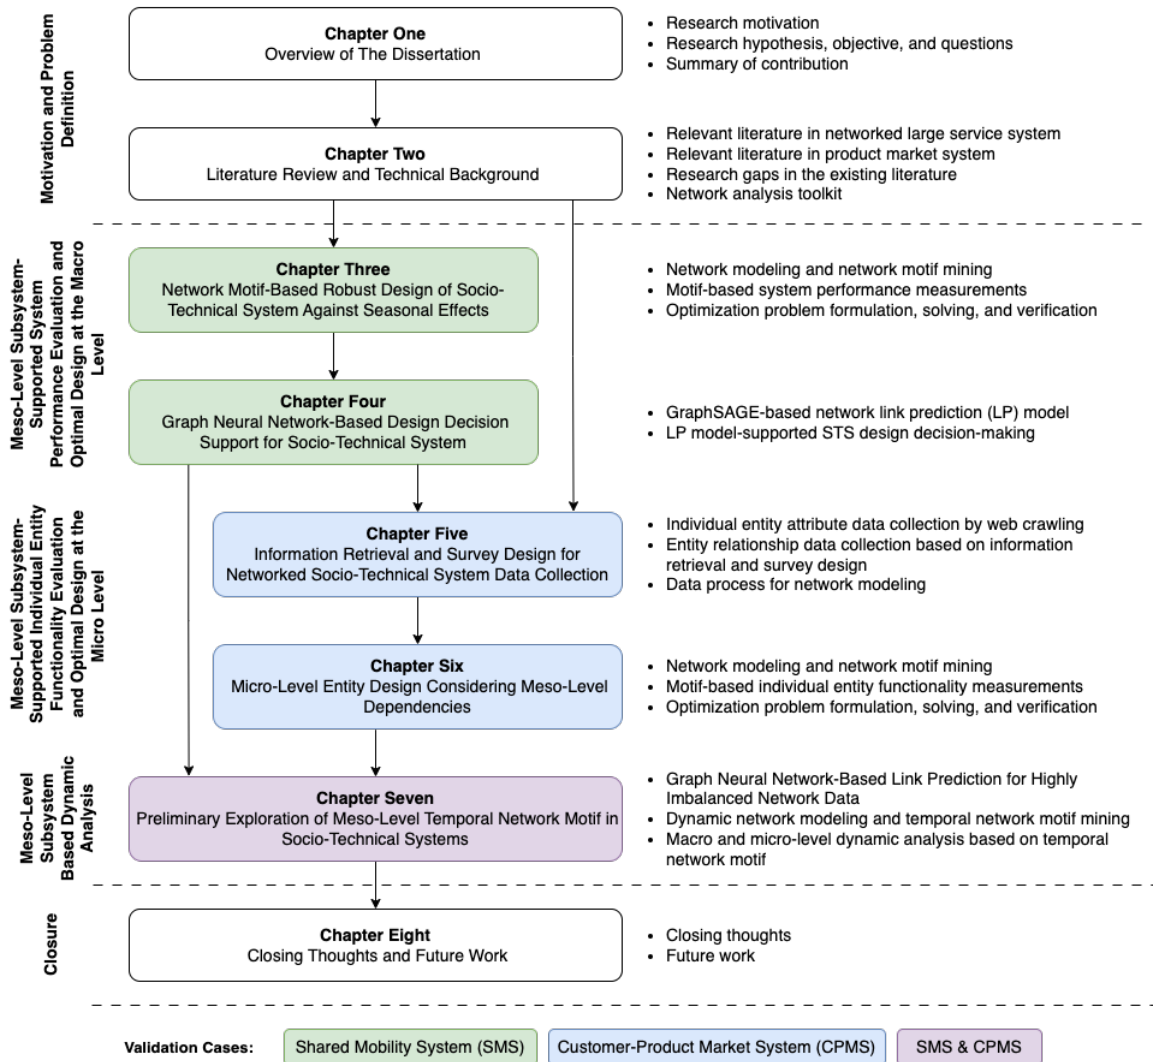 Motivation and Problem
Definition
Chapter One
Overview of The Dissertation
• Research motivation
• Research hypothesis, objective, and questions
• Summary of contribution
Chapter Two
Literature Review and Technical Background
• Relevant literature in networked large service system
• Relevant literature in product market system
• Research gaps in the existing literature
• Network analysis toolkit
Meso-Level Subsystem-
Supported System
Performance Evaluation and
Optimal Design at the Macro
Level
Chapter Three
Network Motif-Based Robust Design of Socio-
Technical System Against Seasonal Effects
• Network modeling and network motif mining
• Motif-based system performance measurements
• Optimization problem formulation, solving, and verification
Chapter Four
Graph Neural Network-Based Design Decision
Support for Socio-Technical System
• GraphSAGE-based network link prediction (LP) model
• LP model-supported STS design decision-making
Meso-Level Subsystem-
Supported Individual Entity
Functionality Evaluation
and Optimal Design at the
Micro Level
Chapter Five
Information Retrieval and Survey Design for
Networked Socio-Technical System Data Collection
• Individual entity attribute data collection by web crawling
• Entity relationship data collection based on information
retrieval and survey design
• Data process for network modeling
Chapter Six
Micro-Level Entity Design Considering Meso-Level
Dependencies
• Network modeling and network motif mining
• Motif-based individual entity functionality measurements
• Optimization problem formulation, solving, and verification
Meso-Level
Subsystem
Based Dynamic
Analysis
Chapter Seven
Preliminary Exploration of Meso-Level Temporal Network Motif in
Socio-Technical Systems
• Graph Neural Network-Based Link Prediction for Highly
Imbalanced Network Data
• Dynamic network modeling and temporal network motif mining
• Macro and micro-level dynamic analysis based on temporal
network motif
Closure
Chapter Eight
Closing Thoughts and Future Work
• Closing thoughts
• Future work
Validation Cases:
Shared Mobility System (SMS)
Customer-Product Market System (CPMS)
SMS & CPMS